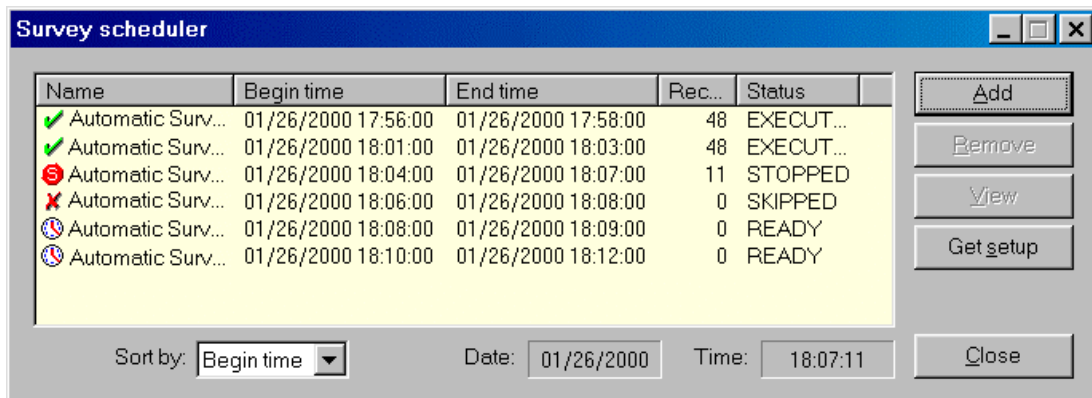 Survey scheduler
Name Begin time End time Rec... Status
Automatic Surv... 01/26/2000 17:56:00 01/26/2000 17:58:00 48 EXECUT...
Automatic Surv... 01/26/2000 18:01:00 01/26/2000 18:03:00 48 EXECUT...
S Automatic Surv... 01/26/2000 18:04:00 01/26/2000 18:07:00 11 STOPPED
Automatic Surv... 01/26/2000 18:06:00 01/26/2000 18:08:00 0 SKIPPED
Automatic Surv... 01/26/2000 18:08:00 01/26/2000 18:09:00 0 READY
Automatic Surv... 01/26/2000 18:10:00 01/26/2000 18:12:00 0 READY
Add
Remove
View
Get setup
Sort by: Begin time Date: 01/26/2000 Time: 18:07:11 Close